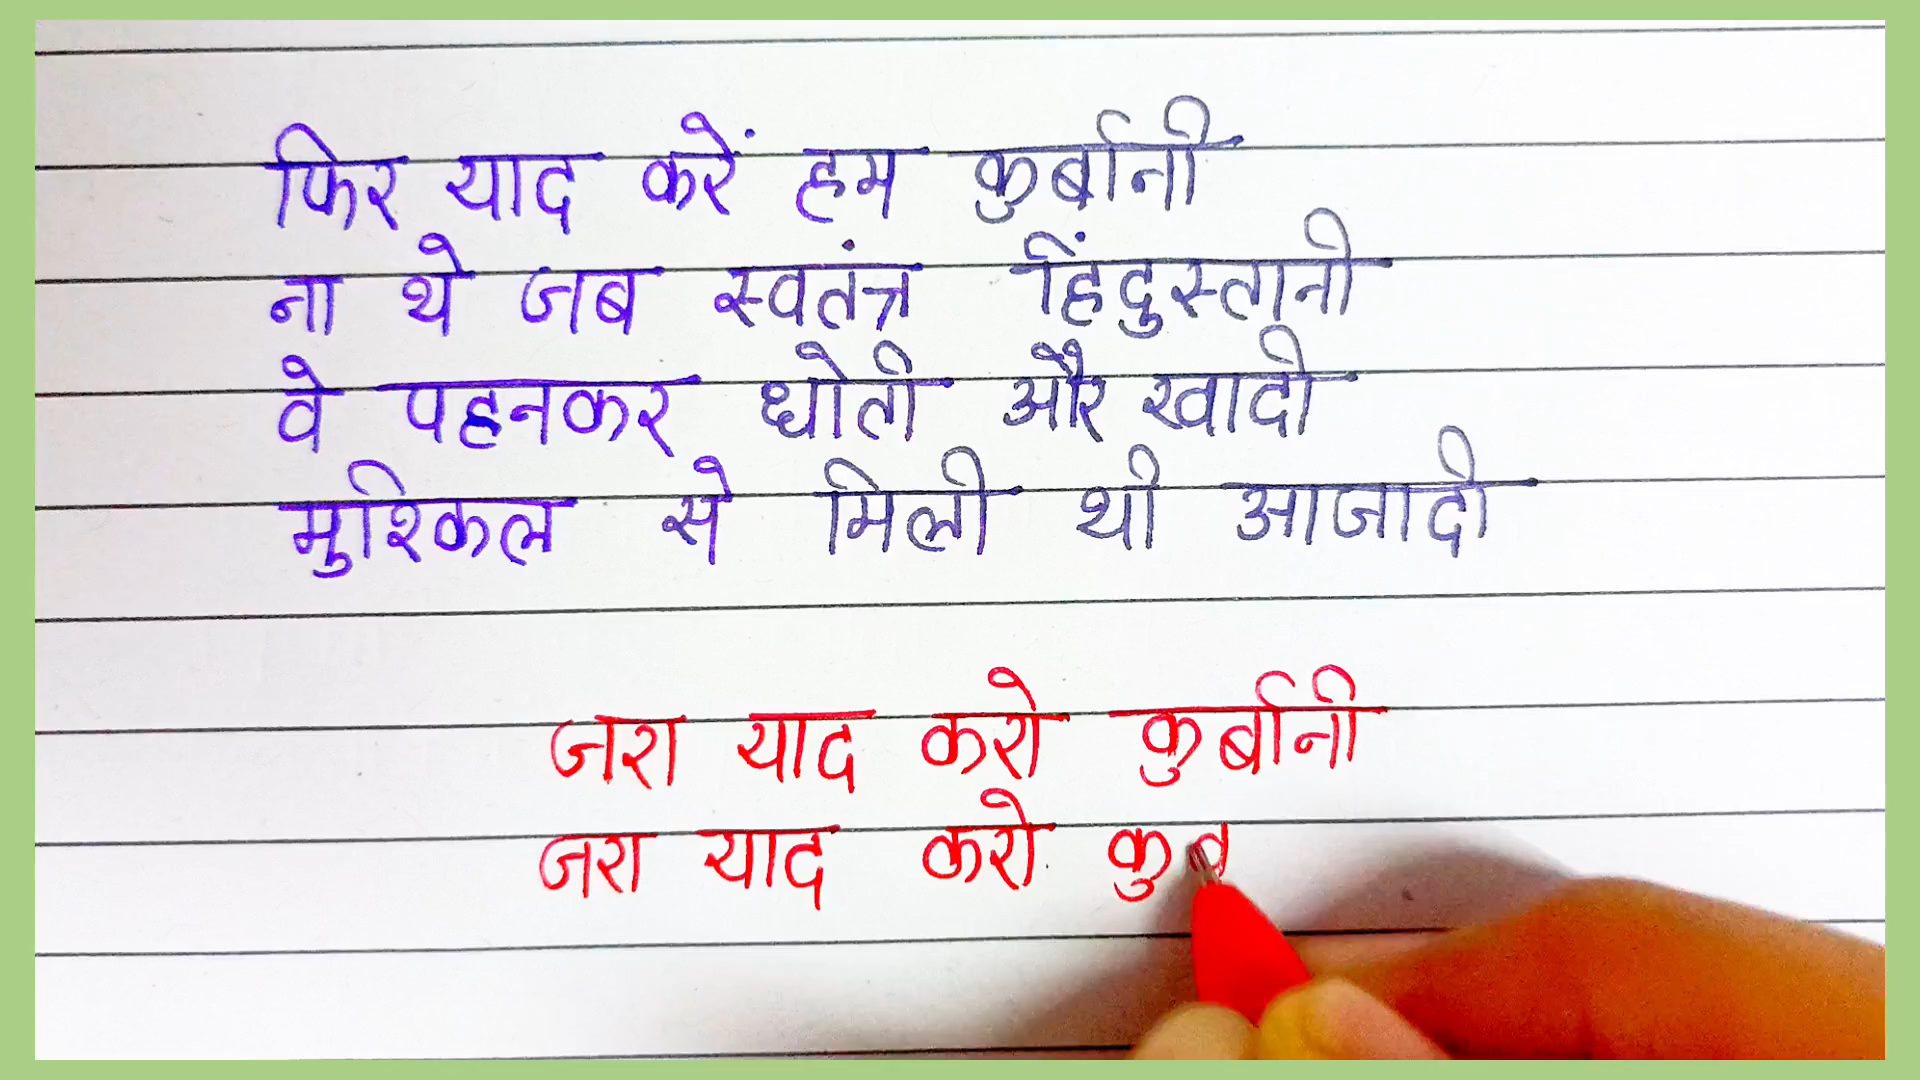 फिर याद करें हम कुर्बानी
ना थे जब स्वतंत्र हिंदुस्तानी
वे पहनकर धोती और खादी
मुश्किल से मिली थी आजादी
जरा याद करो कुर्बानी
जरा याद करो